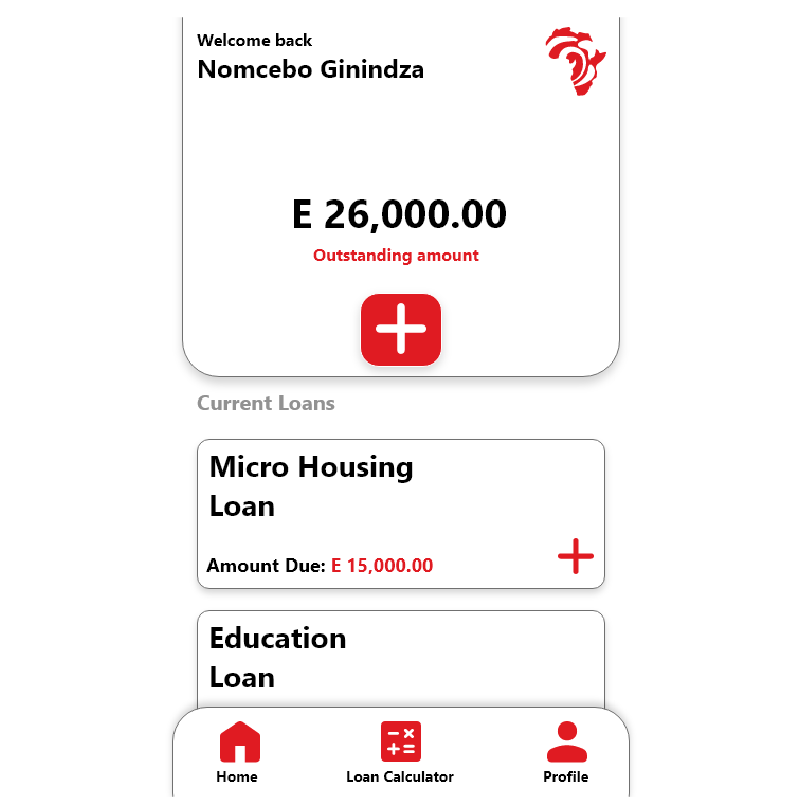 Welcome back
Nomcebo Ginindza
E 26,000.00
Outstanding amount
Current Loans
Micro Housing
Loan
Amount Due: E 15,000.00
Education
Loan
Home
Loan Calculator
Profile